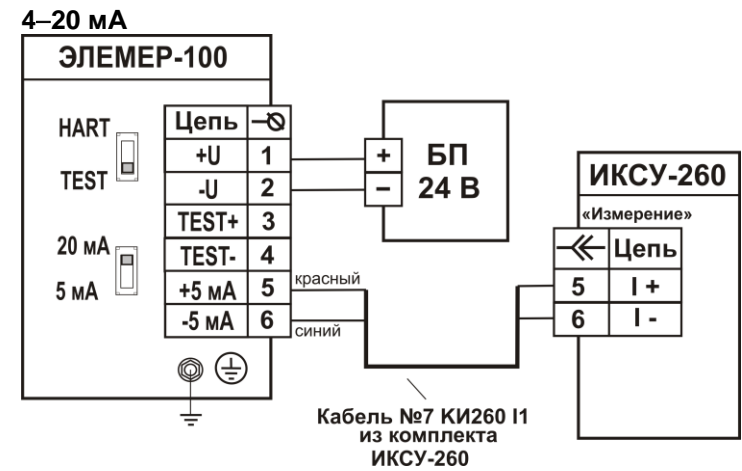 4–20 мА
ЭЛЕМЕР-100
HART
TEST
20 мА
5 мА
Цепь
+U 1
-U 2
TEST+ 3
TEST- 4
+5 мА 5
-5 мА 6
красный
синий
+
–
БП
24 В
ИКСУ-260
«Измерение»
Цепь
5 I +
6 I -
Кабель №7 КИ260 I1
из комплекта
ИКСУ-260